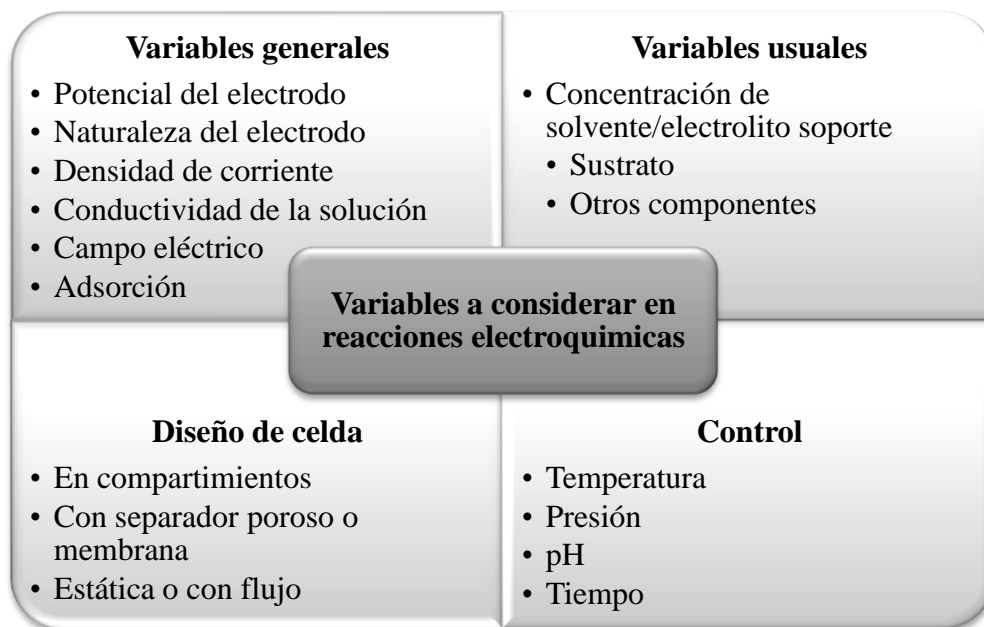 Variables generales
• Potencial del electrodo
• Naturaleza del electrodo
• Densidad de corriente
• Conductividad de la solución
• Campo eléctrico
• Adsorción
Variables usuales
• Concentración de
solvente/electrolito soporte
• Sustrato
• Otros componentes
Variables a considerar en
reacciones electroquimicas
Diseño de celda
• En compartimientos
• Con separador poroso o
membrana
• Estática o con flujo
Control
• Temperatura
• Presión
• pH
• Tiempo